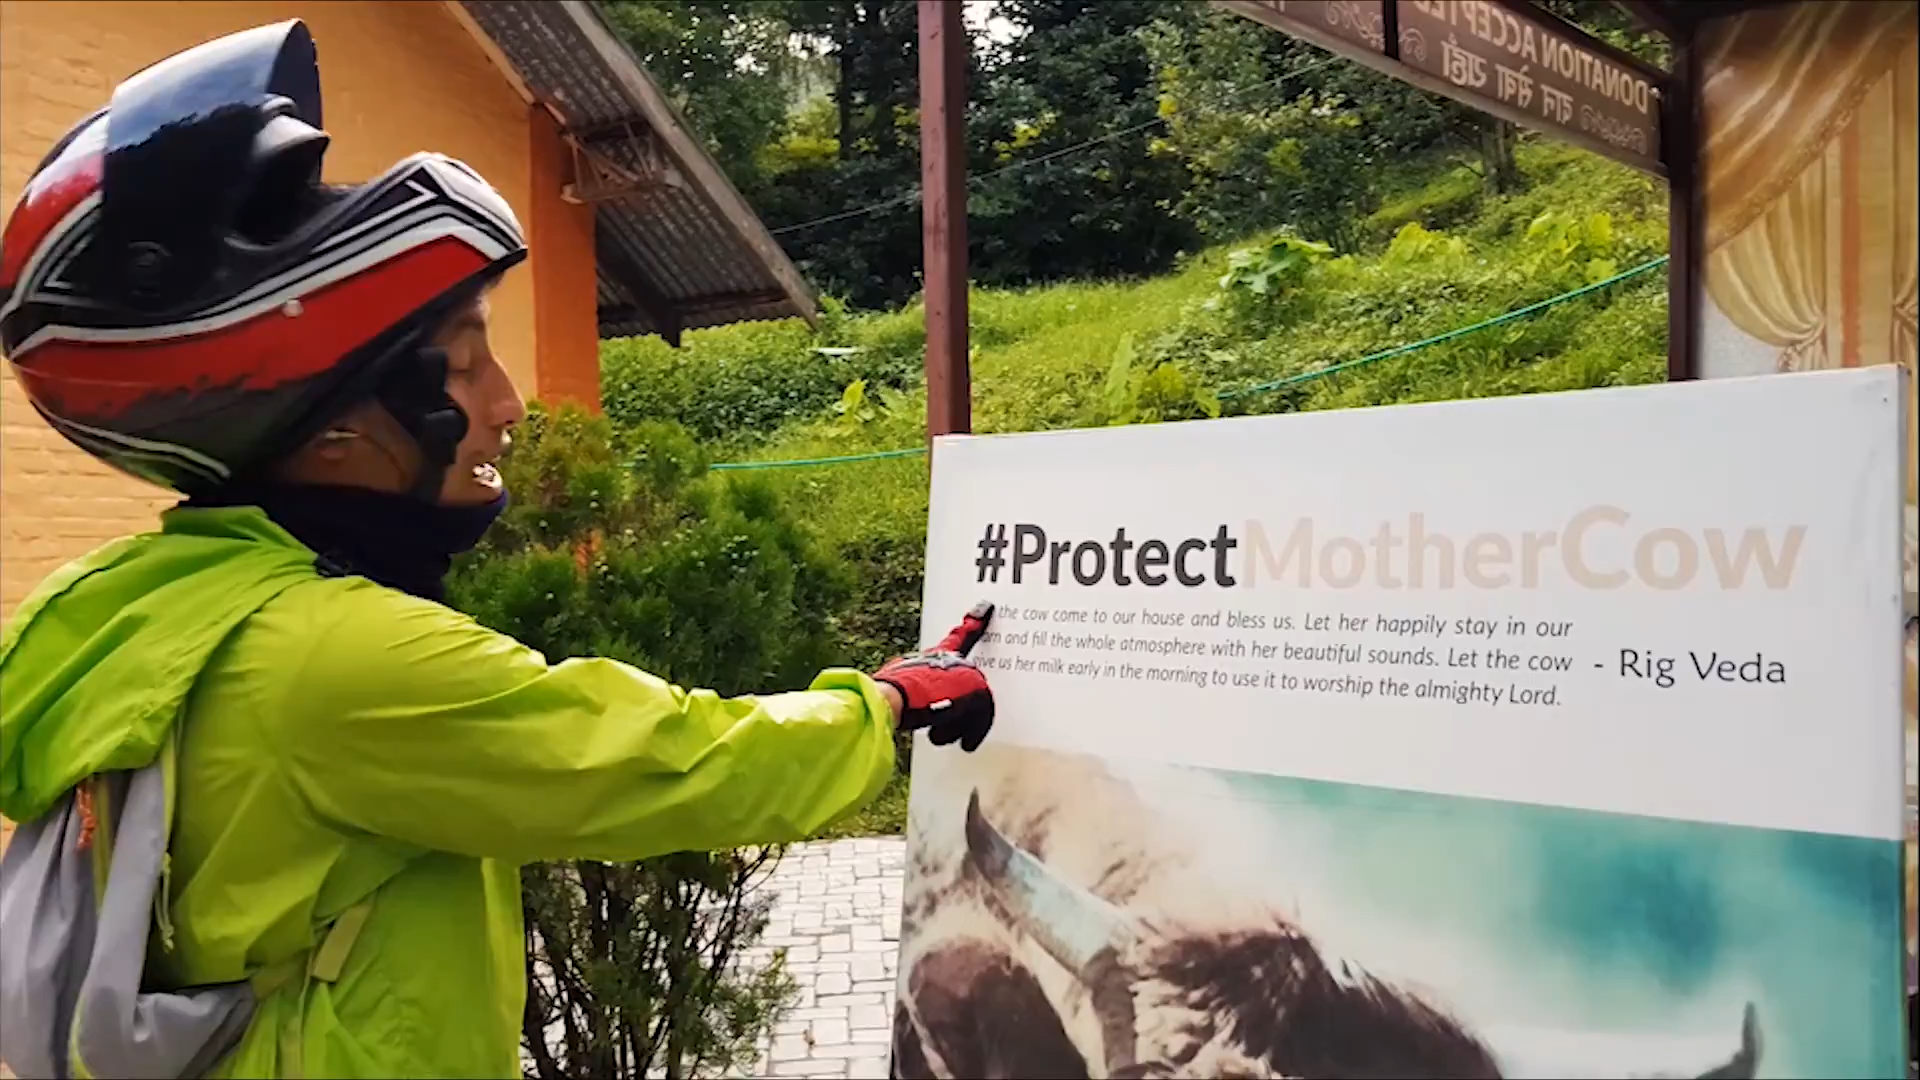 DONATION ACCEPTED
दान सेवा यहाँ
#ProtectMotherCow
the cow come to our house and bless us. Let her happily stay in our
and fill the whole atmosphere with her beautiful sounds. Let the cow
give us her milk early in the morning to use it to worship the almighty Lord.
- Rig Veda